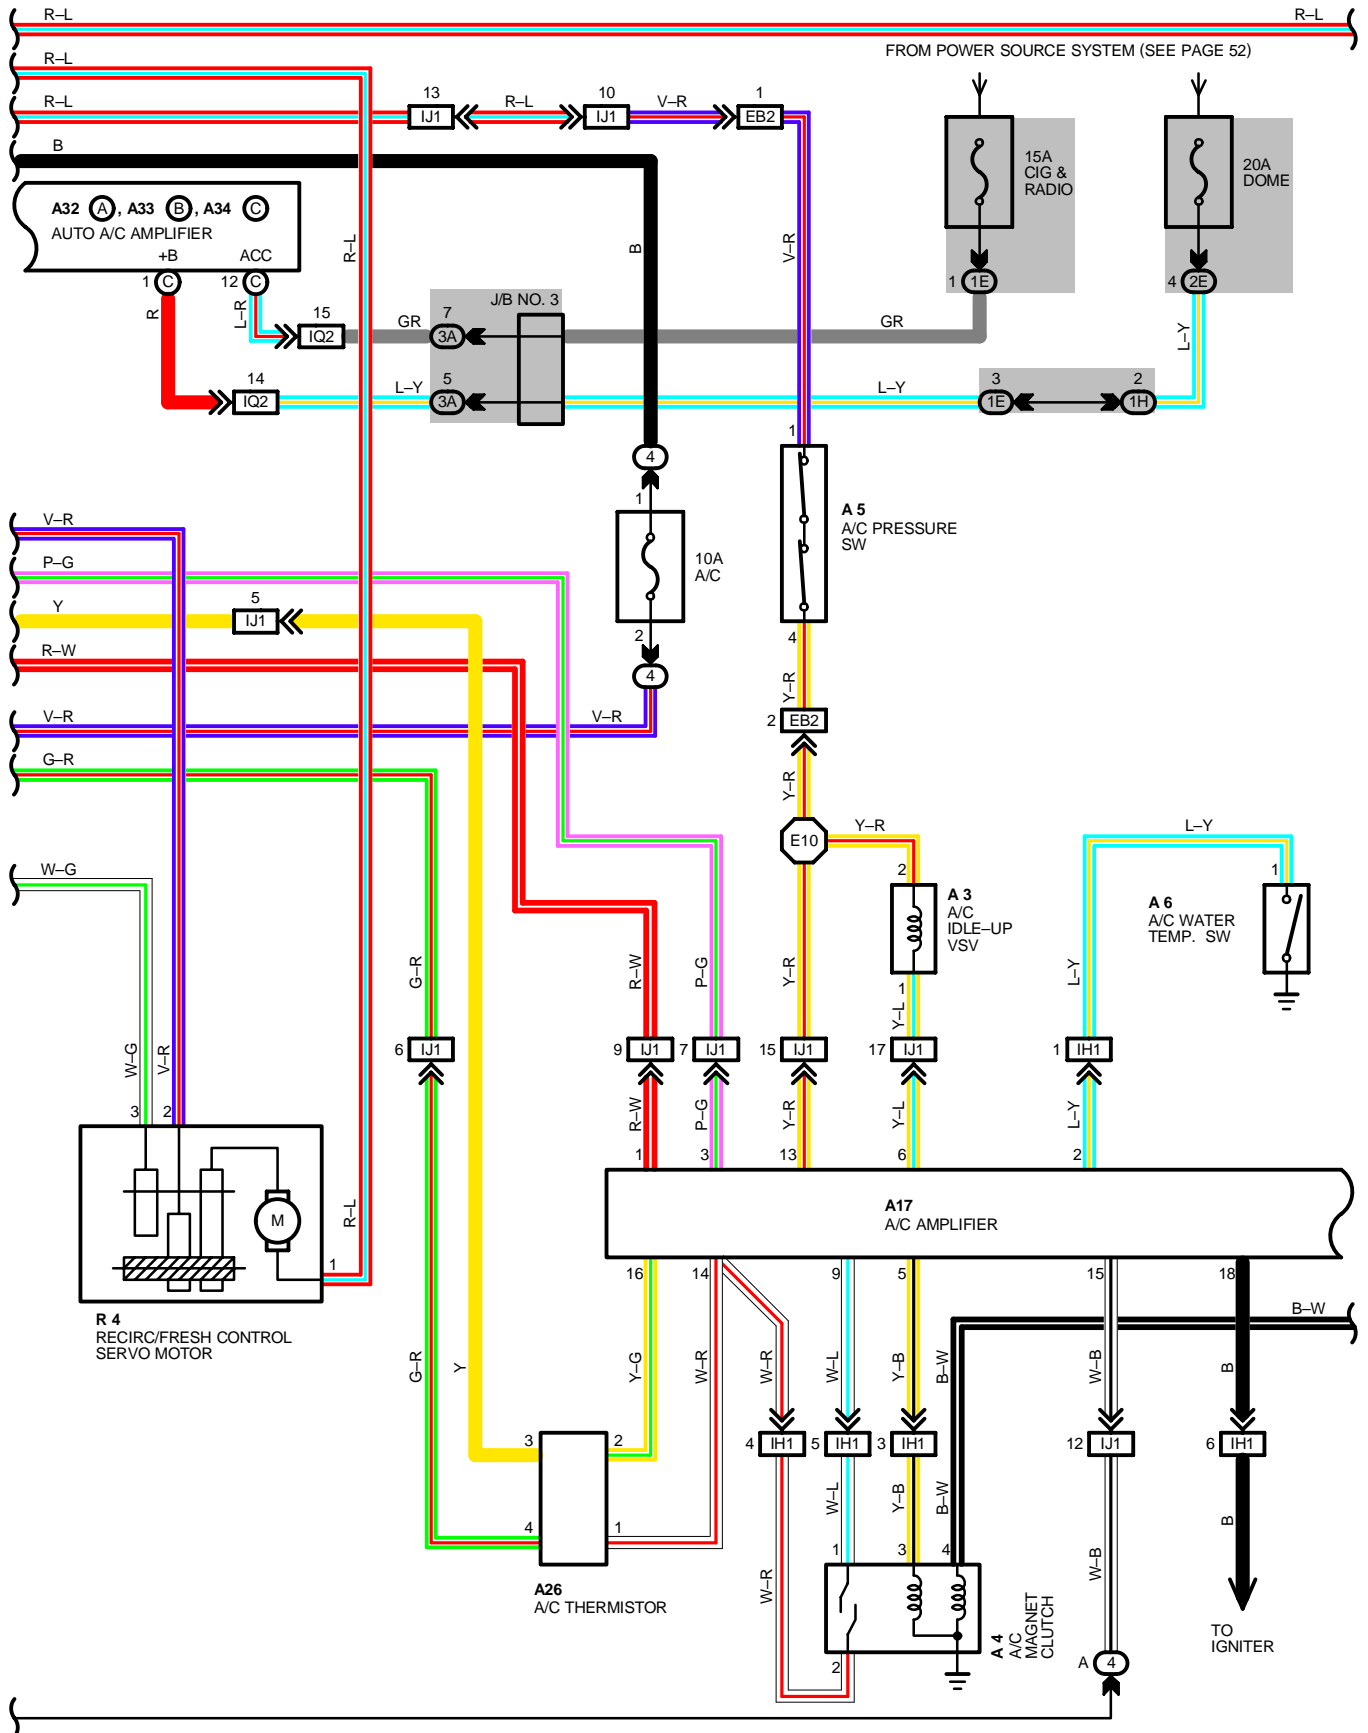 R–L
R–L
FROM POWER SOURCE SYSTEM (SEE PAGE 52)
R–L
R–L
13
IJ1
R–L
10
IJ1
V–R
1
EB2
B
15A
CIG &
RADIO
20A
DOME
A32 A, A33 B, A34 C
AUTO A/C AMPLIFIER
+B
ACC
1 C
12 C
R
L–R
R–L
B
V–R
1 1E
4 2E
J/B NO. 3
15
IQ2
GR
7
3A
GR
L–Y
14
IQ2
L–Y
5
3A
L–Y
3
1E
2
1H
1
4
1
10A
A/C
2
4
A 5
A/C PRESSURE
SW
4
V–R
P–G
Y
5
IJ1
R–W
V–R
V–R
G–R
Y–R
2 EB2
Y–R
E10
Y–R
L–Y
W–G
2
A 3
A/C
IDLE–UP
VSV
1
A 6
A/C WATER
TEMP. SW
1
G–R
R–W
P–G
Y–R
Y–L
L–Y
W–G
V–R
6 IJ1
9 IJ1
7 IJ1
15 IJ1
17 IJ1
1 IH1
R–W
P–G
Y–R
Y–L
L–Y
3
2
1
3
13
6
2
M
R–L
1
A17
A/C AMPLIFIER
R 4
RECIRC/FRESH CONTROL
SERVO MOTOR
16
14
9
5
15
18
B–W
G–R
Y
Y–G
W–R
W–R
W–L
Y–B
B–W
W–B
B
3
2
4 IH1
5 IH1
3 IH1
12 IJ1
6 IH1
4
1
W–L
Y–B
B–W
W–B
B
A26
A/C THERMISTOR
W–R
1
3
4
2
A 4
A/C
MAGNET
CLUTCH
A 4
TO
IGNITER